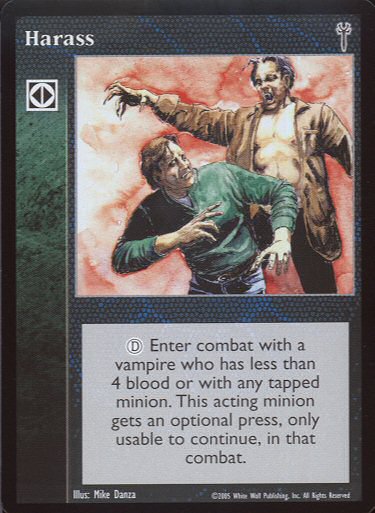 Harass
Ⓓ Enter combat with a
vampire who has less than
4 blood or with any tapped
minion. This acting minion
gets an optional press, only
usable to continue, in that
combat.
Illus: Mike Danza
©2005 White Wolf Publishing, Inc. All Rights Reserved.